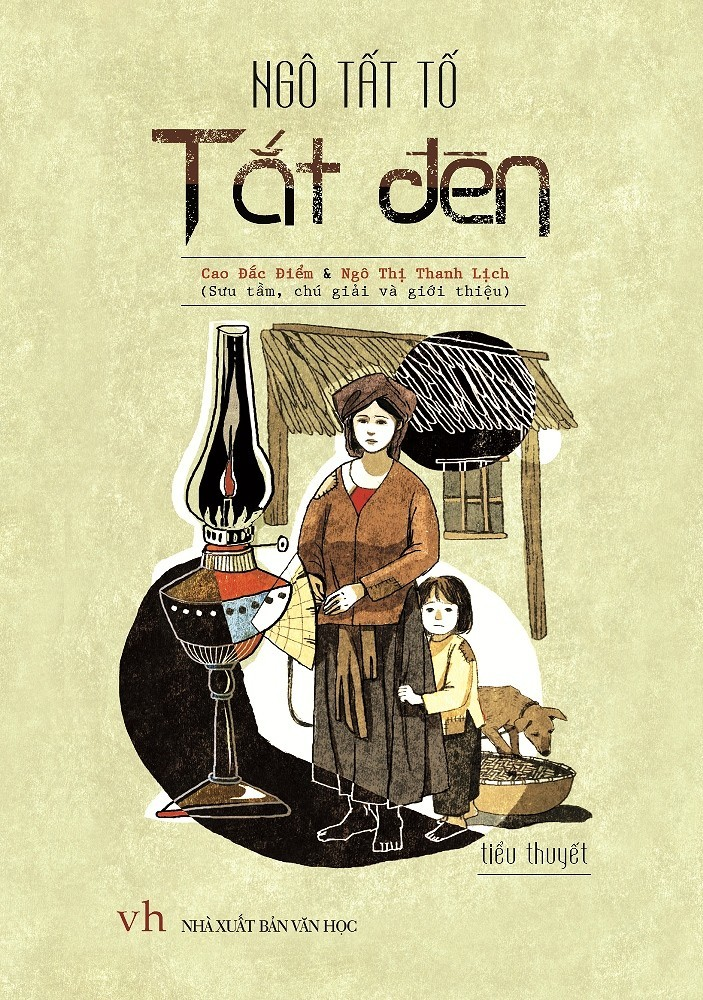 NGÔ TẤT TỐ
Tắt đèn
Cao Đắc Điểm & Ngô Thị Thanh Lịch
(Sưu tầm, chú giải và giới thiệu)
tiểu thuyết
vh NHÀ XUẤT BẢN VĂN HỌC